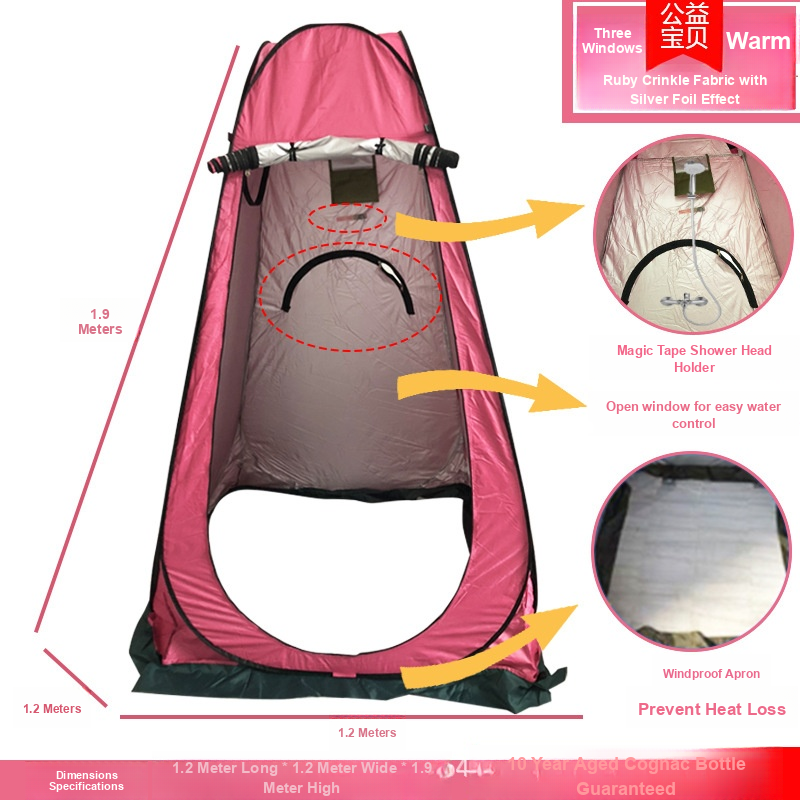 Three
Windows
公益
宝贝
Warm
Ruby Crinkle Fabric with
Silver Foil Effect
1.9
Meters
Magic Tape Shower Head
Holder
Open window for easy water
control
Windproof Apron
Prevent Heat Loss
1.2 Meters
1.2 Meters
Dimensions
Specifications
1.2 Meter Long * 1.2 Meter Wide * 1.9
Meter High
10 Year Aged Cognac Bottle
Guaranteed